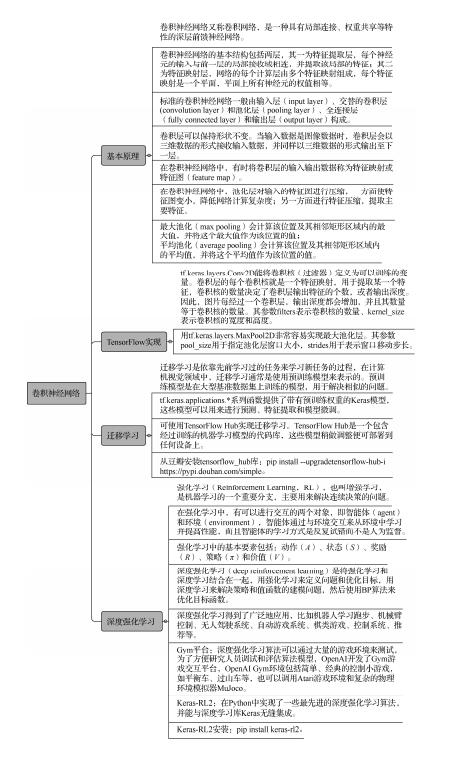 卷积神经网络
基本原理
卷积神经网络又称卷积网络，是一种具有局部连接、权重共享等特
性的深层前馈神经网络。
卷积神经网络的基本结构包括两层，其一为特征提取层，每个神经
元的输入与前一层的局部接收域相连，并提取该局部的特征；其二
为特征映射层，网络的每个计算层由多个特征映射组成，每个特征
映射是一个平面，平面上所有神经元的权值相等。
标准的卷积神经网络一般由输入层（input layer）、交替的卷积层
(convolution layer）和池化层（pooling layer）、全连接层
（fully connected layer）和输出层（output layer）构成。
卷积层可以保持形状不变。当输入数据是图像数据时，卷积层会以
三维数据的形式接收输入数据，并同样以三维数据的形式输出至下
一层。
在卷积神经网络中，有时将卷积层的输入输出数据称为特征映射或
特征图（feature map）。
在卷积神经网络中，池化层对输入的特征图进行压缩，一方面使特
征图变小，降低网络计算复杂度；另一方面进行特征压缩，提取主
要特征。
最大池化（max pooling）会计算该位置及其相邻矩形区域内的最
大值，并将这个最大值作为该位置的值；
平均池化（average pooling）会计算该位置及其相邻矩形区域内
的平均值，并将这个平均值作为该位置的值。
TensorFlow实现
tf.keras.layers.Conv2D能将卷积核（过滤器）定义为可以训练的变
量。卷积层的每个卷积核就是一个特征映射，用于提取某一个特
征，卷积核的数量决定了卷积层输出特征的个数，或者输出深度。
因此，图片每经过一个卷积层，输出深度都会增加，并且其数量
等于卷积核的数量。其参数filters表示卷积核的数量、kernel_size
表示卷积核的宽度和高度。
用tf.keras.layers.MaxPool2D非常容易实现最大池化层。其参数
pool_size用于指定池化层窗口大小，strides用于表示窗口移动步长。
迁移学习
迁移学习是依靠先前学习过的任务来学习新任务的过程，在计算
机视觉领域中，迁移学习通常是使用预训练模型来表示的。预训
练模型是在大型基准数据集上训练的模型，用于解决相似的问题。
tf.keras.applications.*系列函数提供了带有预训练权重的Keras模型，
这些模型可以用来进行预测、特征提取和模型微调。
可使用TensorFlow Hub实现迁移学习。TensorFlow Hub是一个包含
经过训练的机器学习模型的代码库，这些模型稍做调整便可部署到
任何设备上。
从豆瓣安装tensorflow_hub库：pip install --upgradetensorflow-hub-i
https://pypi.douban.com/simple。
深度强化学习
强化学习（Reinforcement Learning，RL），也叫增强学习，
是机器学习的一个重要分支，主要用来解决连续决策的问题。
在强化学习中，有可以进行交互的两个对象，即智能体（agent）
和环境（environment），智能体通过与环境交互来从环境中学习
并提高性能，而且智能体的学习方式是反复试错而不是人为监督。
强化学习中的基本要素包括：动作（A）、状态（S）、奖励
（R）、策略（π）和价值（V）。
深度强化学习（deep reinforcement learning）是将强化学习和
深度学习结合在一起，用强化学习来定义问题和优化目标，用
深度学习来解决策略和值函数的建模问题，然后使用BP算法来
优化目标函数。
深度强化学习得到了广泛地应用，比如机器人学习跑步、机械臂
控制、无人驾驶系统、自动游戏系统、棋类游戏、控制系统、推
荐等。
Gym平台：深度强化学习算法可以通过大量的游戏环境来测试，
为了方便研究人员调试和评估算法模型，OpenAI开发了Gym游
戏交互平台，OpenAI Gym环境包括简单、经典的控制小游戏，
如平衡车、过山车等，也可以调用Atari游戏环境和复杂的物理
环境模拟器MuJoco。
Keras-RL2：在Python中实现了一些最先进的深度强化学习算法，
并能与深度学习库Keras无缝集成。
Keras-RL2安装：pip install keras-rl2。